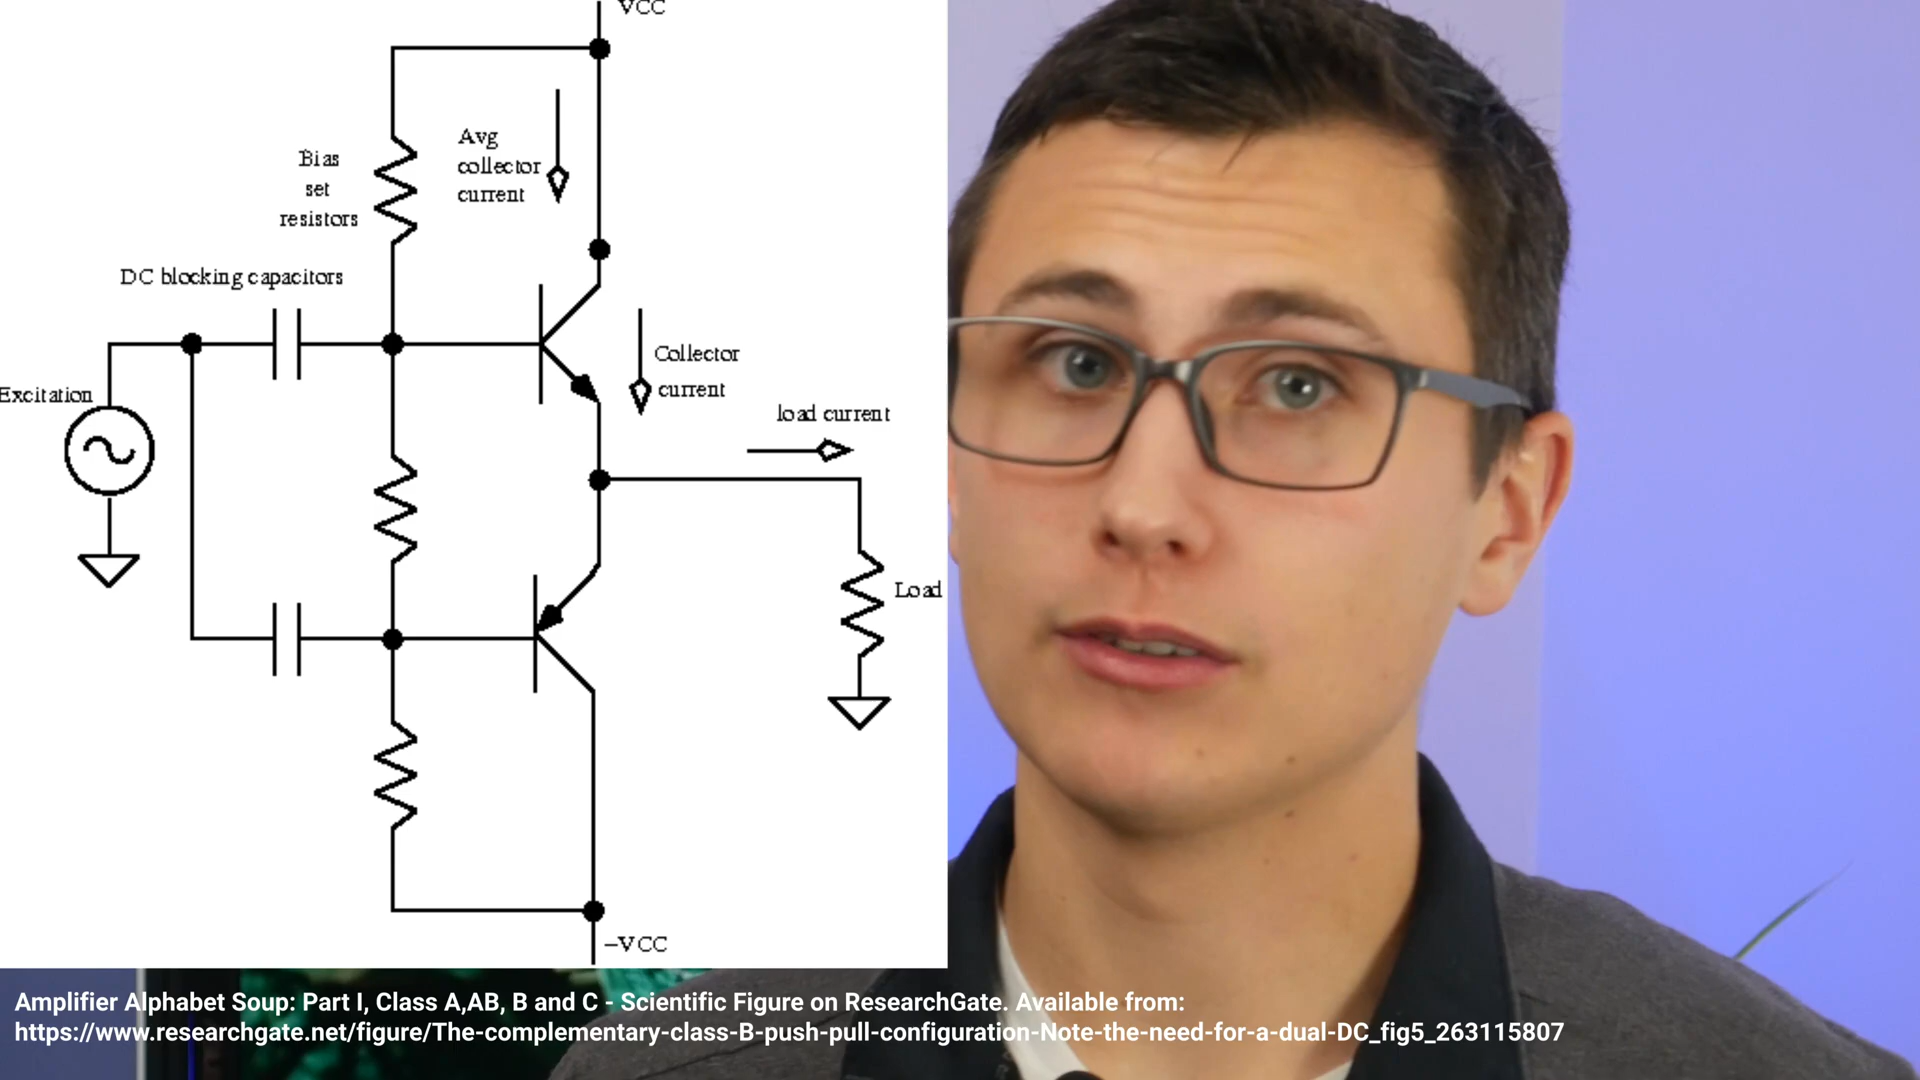 VCC
Avg
collector
current
Bias
set
resistors
DC blocking capacitors
Collector
current
Excitation
load current
Load
–VCC
Amplifier Alphabet Soup: Part I, Class A,AB, B and C - Scientific Figure on ResearchGate. Available from:
https://www.researchgate.net/figure/The-complementary-class-B-push-pull-configuration-Note-the-need-for-a-dual-DC_fig5_263115807